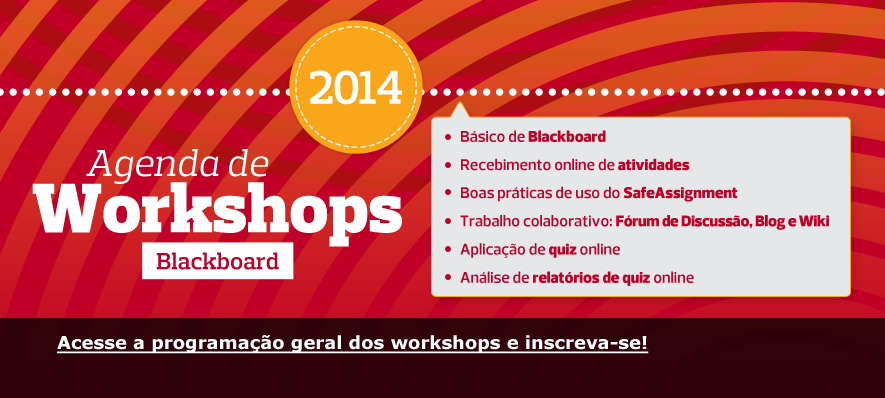 2014
Agenda de
Workshops
Blackboard
• Básico de Blackboard
• Recebimento online de atividades
• Boas práticas de uso do SafeAssignment
• Trabalho colaborativo: Fórum de Discussão, Blog e Wiki
• Aplicação de quiz online
• Análise de relatórios de quiz online
Acesse a programação geral dos workshops e inscreva-se!